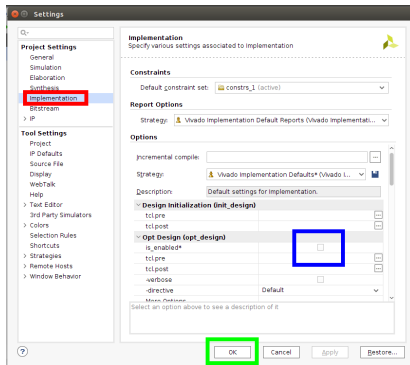 Settings
Q-
Project Settings
General
Simulation
Elaboration
Synthesis
Implementation
Bitstream
> IP
Tool Settings
Project
IP Defaults
Source File
Display
WebTalk
Help
> Text Editor
3rd Party Simulators
> Colors
Selection Rules
Shortcuts
> Strategies
> Remote Hosts
> Window Behavior
Implementation
Specify various settings associated to Implementation
Constraints
Default constraint set: constrs_1 (active)
Report Options
Strategy: Vivado Implementation Default Reports (Vivado Implementati...
Options
Incremental compile:
Strategy: Vivado Implementation Defaults* (Vivado I...
Description: Default settings for Implementation.
Design Initialization (init_design)
tcl.pre
tcl.post
Opt Design (opt_design)
is_enabled*
tcl.pre
tcl.post
-verbose
-directive Default
More Options
Select an option above to see a description of it
? OK Cancel Apply Restore...